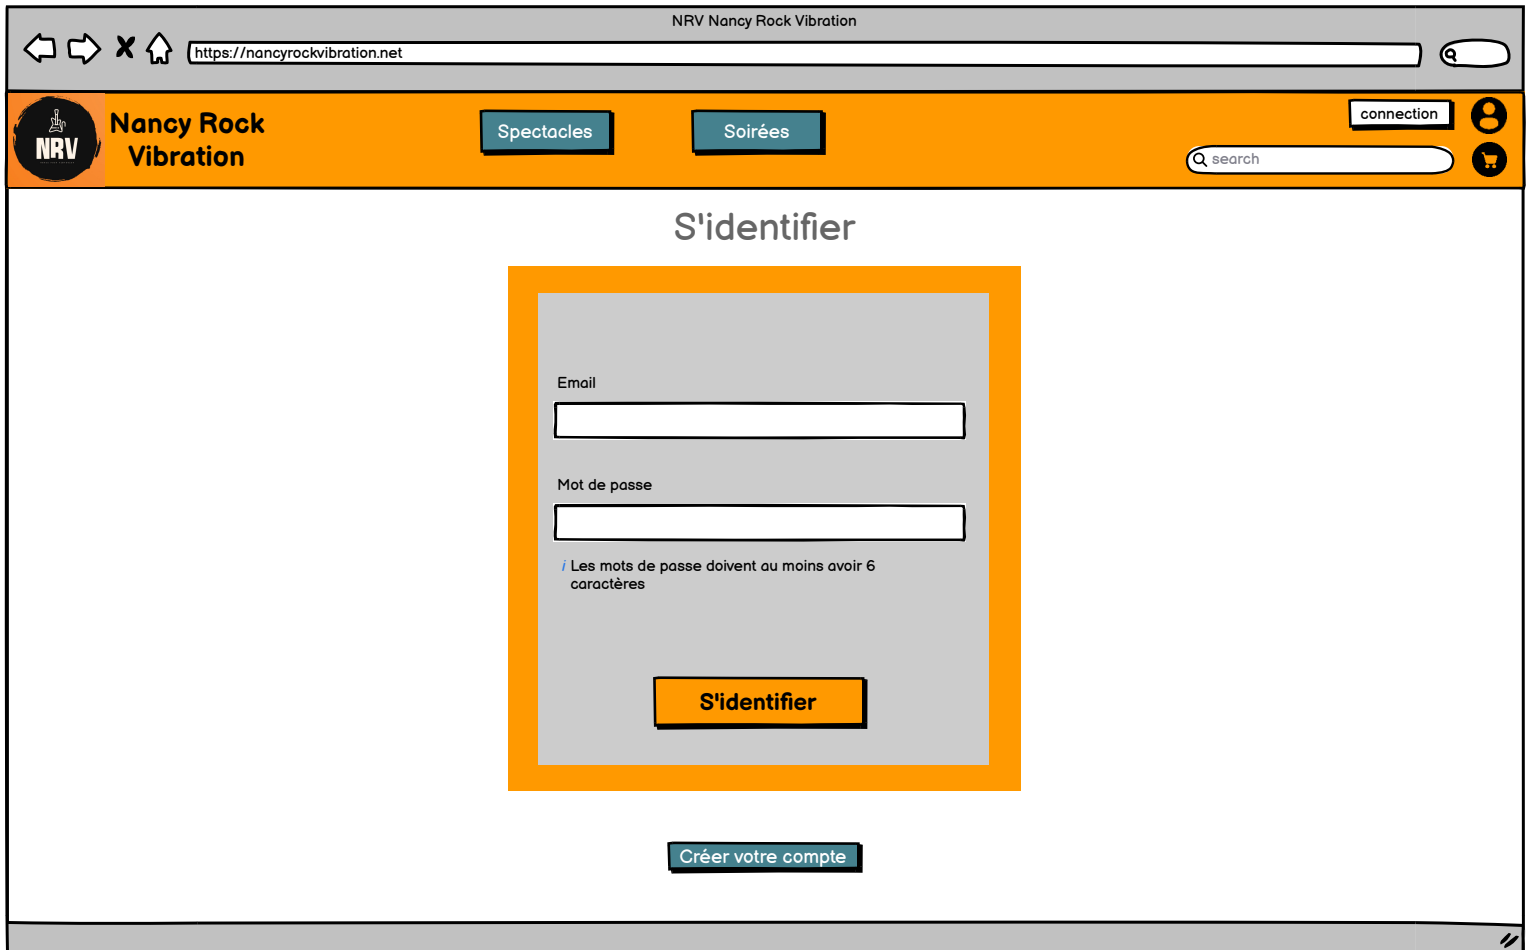 NRV Nancy Rock Vibration
https://nancyrockvibration.net
NRV
Nancy Rock
Vibration
Spectacles
Soirées
connection
search
S'identifier
Email
Mot de passe
i Les mots de passe doivent au moins avoir 6
caractères
S'identifier
Créer votre compte